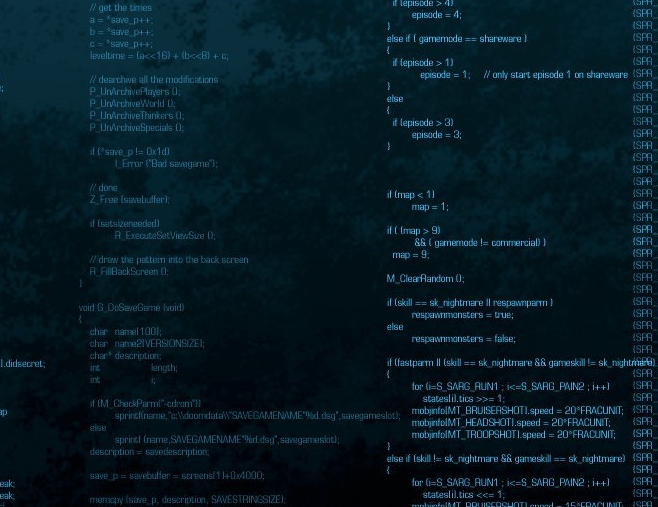 // get the times
a = *save_p++;
b = *save_p++;
c = *save_p++;
leveltime = (a<<16) + (b<<8) + c;
// dearchive all the modifications
P_UnArchivePlayers ();
P_UnArchiveWorld ();
P_UnArchiveThinkers ();
P_UnArchiveSpecials ();
if (*save_p != 0x1d)
I_Error ("Bad savegame");
// done
Z_Free (savebuffer);
if (setsizeneeded)
R_ExecuteSetViewSize ();
// draw the pattern into the back screen
R_FillBackScreen ();
}
void G_DoSaveGame (void)
{
char name[100];
char name2[VERSIONSIZE];
char* description;
int length;
int i;
if (M_CheckParm("-cdrom"))
sprintf(name,"c:\\doomdata\\"SAVEGAMENAME"%d.dsg",savegameslot);
else
sprintf (name,SAVEGAMENAME"%d.dsg",savegameslot);
description = savedescription;
save_p = savebuffer = screens[1]+0x4000;
memcpy (save_p, description, SAVESTRINGSIZE);
].didsecret;
eak;
eak;
if (episode > 4)
episode = 4;
}
else if ( gamemode == shareware )
{
if (episode > 1)
episode = 1; // only start episode 1 on shareware
}
else
{
if (episode > 3)
episode = 3;
}
if (map < 1)
map = 1;
if ( (map > 9)
&& ( gamemode != commercial) )
map = 9;
M_ClearRandom ();
if (skill == sk_nightmare || respawnparm )
respawnmonsters = true;
else
respawnmonsters = false;
if (fastparm || (skill == sk_nightmare && gameskill != sk_nightmare))
{
for (i=S_SARG_RUN1 ; i<=S_SARG_PAIN2 ; i++)
states[i].tics >>= 1;
mobjinfo[MT_BRUISERSHOT].speed = 20*FRACUNIT;
mobjinfo[MT_HEADSHOT].speed = 20*FRACUNIT;
mobjinfo[MT_TROOPSHOT].speed = 20*FRACUNIT;
}
else if (skill != sk_nightmare && gameskill == sk_nightmare)
{
for (i=S_SARG_RUN1 ; i<=S_SARG_PAIN2 ; i++)
states[i].tics <<= 1;
mobjinfo[MT_BRUISERSHOT].speed = 15*FRACUNIT;